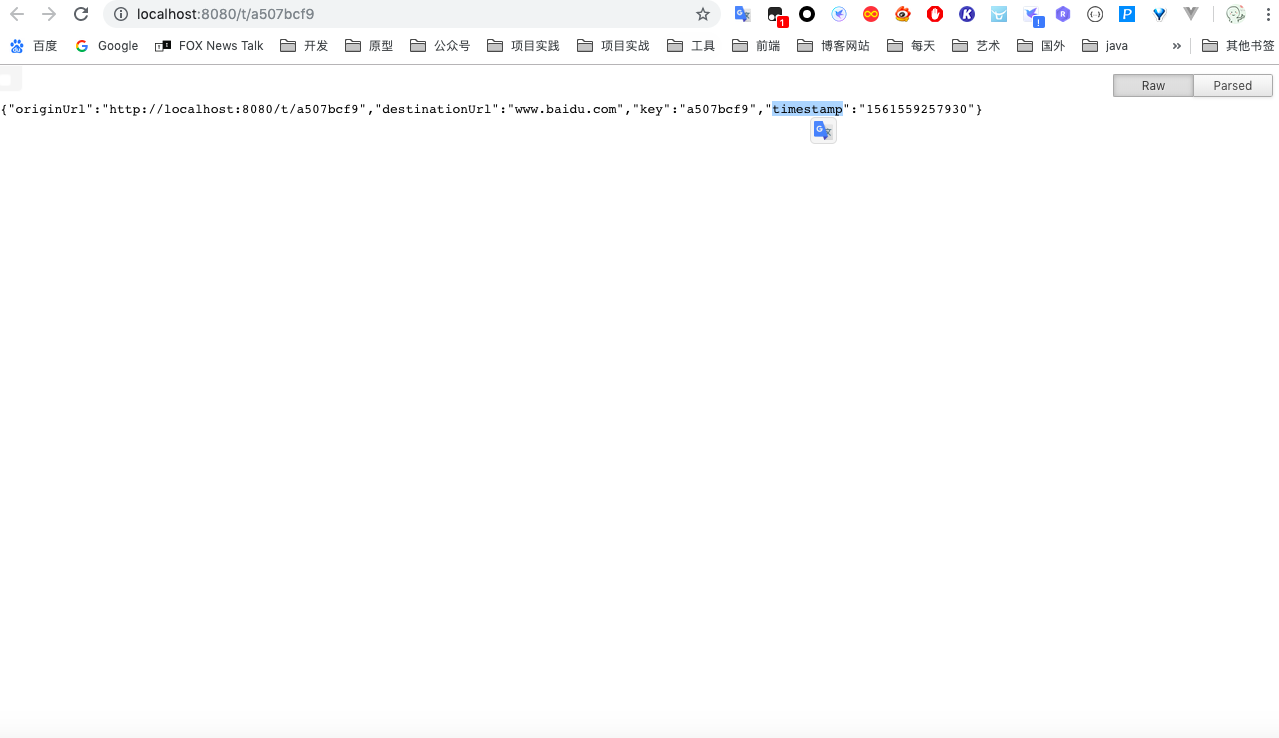 localhost:8080/t/a507bcf9
百度 Google FOX News Talk 开发 原型 公众号 项目实践 项目实战 工具 前端 博客网站 每天 艺术 国外 java » 其他书签
Raw Parsed
{"originUrl":"http://localhost:8080/t/a507bcf9","destinationUrl":"www.baidu.com","key":"a507bcf9","timestamp":"1561559257930"}